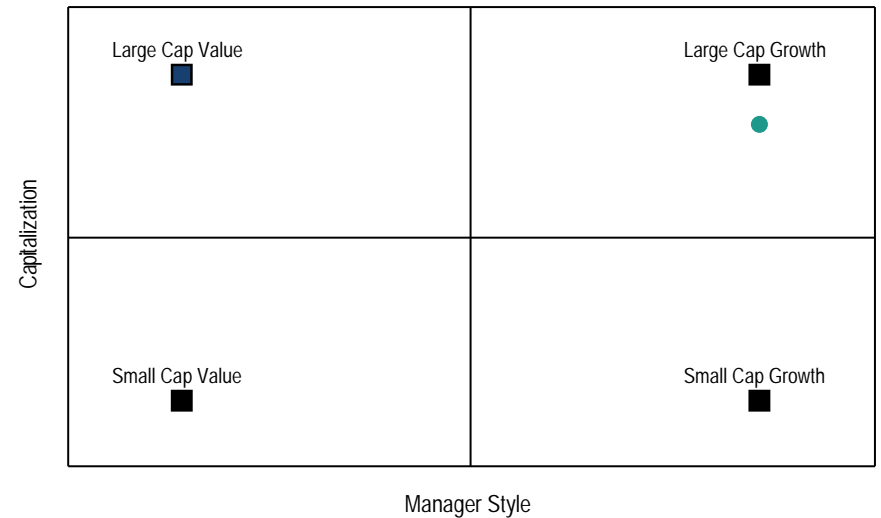 Large Cap Value
Large Cap Growth
Capitalization
Small Cap Value
Small Cap Growth
Manager Style